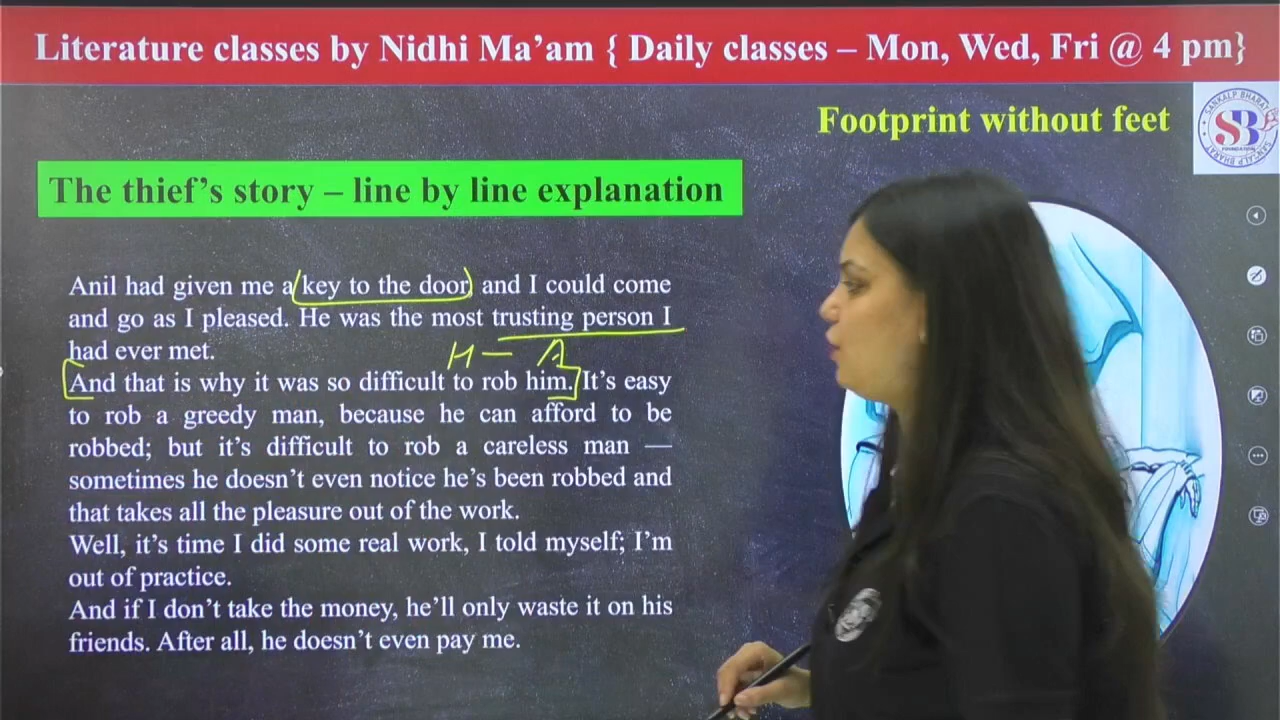 Literature classes by Nidhi Ma’am { Daily classes – Mon, Wed, Fri @ 4 pm}
Footprint without feet
SANKALP BHARAT
SB
FOUNDATION
The thief’s story – line by line explanation
Anil had given me a key to the door and I could come
and go as I pleased. He was the most trusting person I
had ever met.
H – A
And that is why it was so difficult to rob him. It’s easy
to rob a greedy man, because he can afford to be
robbed; but it’s difficult to rob a careless man —
sometimes he doesn’t even notice he’s been robbed and
that takes all the pleasure out of the work.
Well, it’s time I did some real work, I told myself; I’m
out of practice.
And if I don’t take the money, he’ll only waste it on his
friends. After all, he doesn’t even pay me.